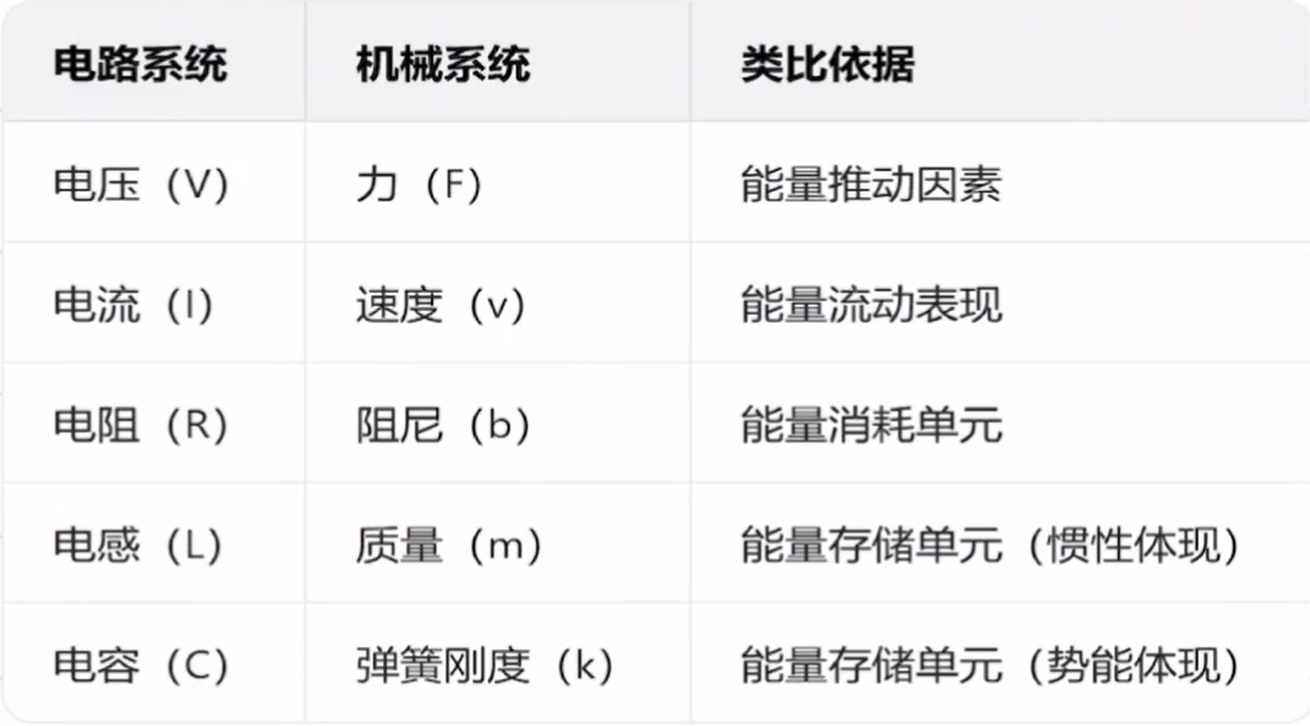 电路系统 机械系统 类比依据
电压（V） 力（F） 能量推动因素
电流（I） 速度（v） 能量流动表现
电阻（R） 阻尼（b） 能量消耗单元
电感（L） 质量（m） 能量存储单元（惯性体现）
电容（C） 弹簧刚度（k） 能量存储单元（势能体现）